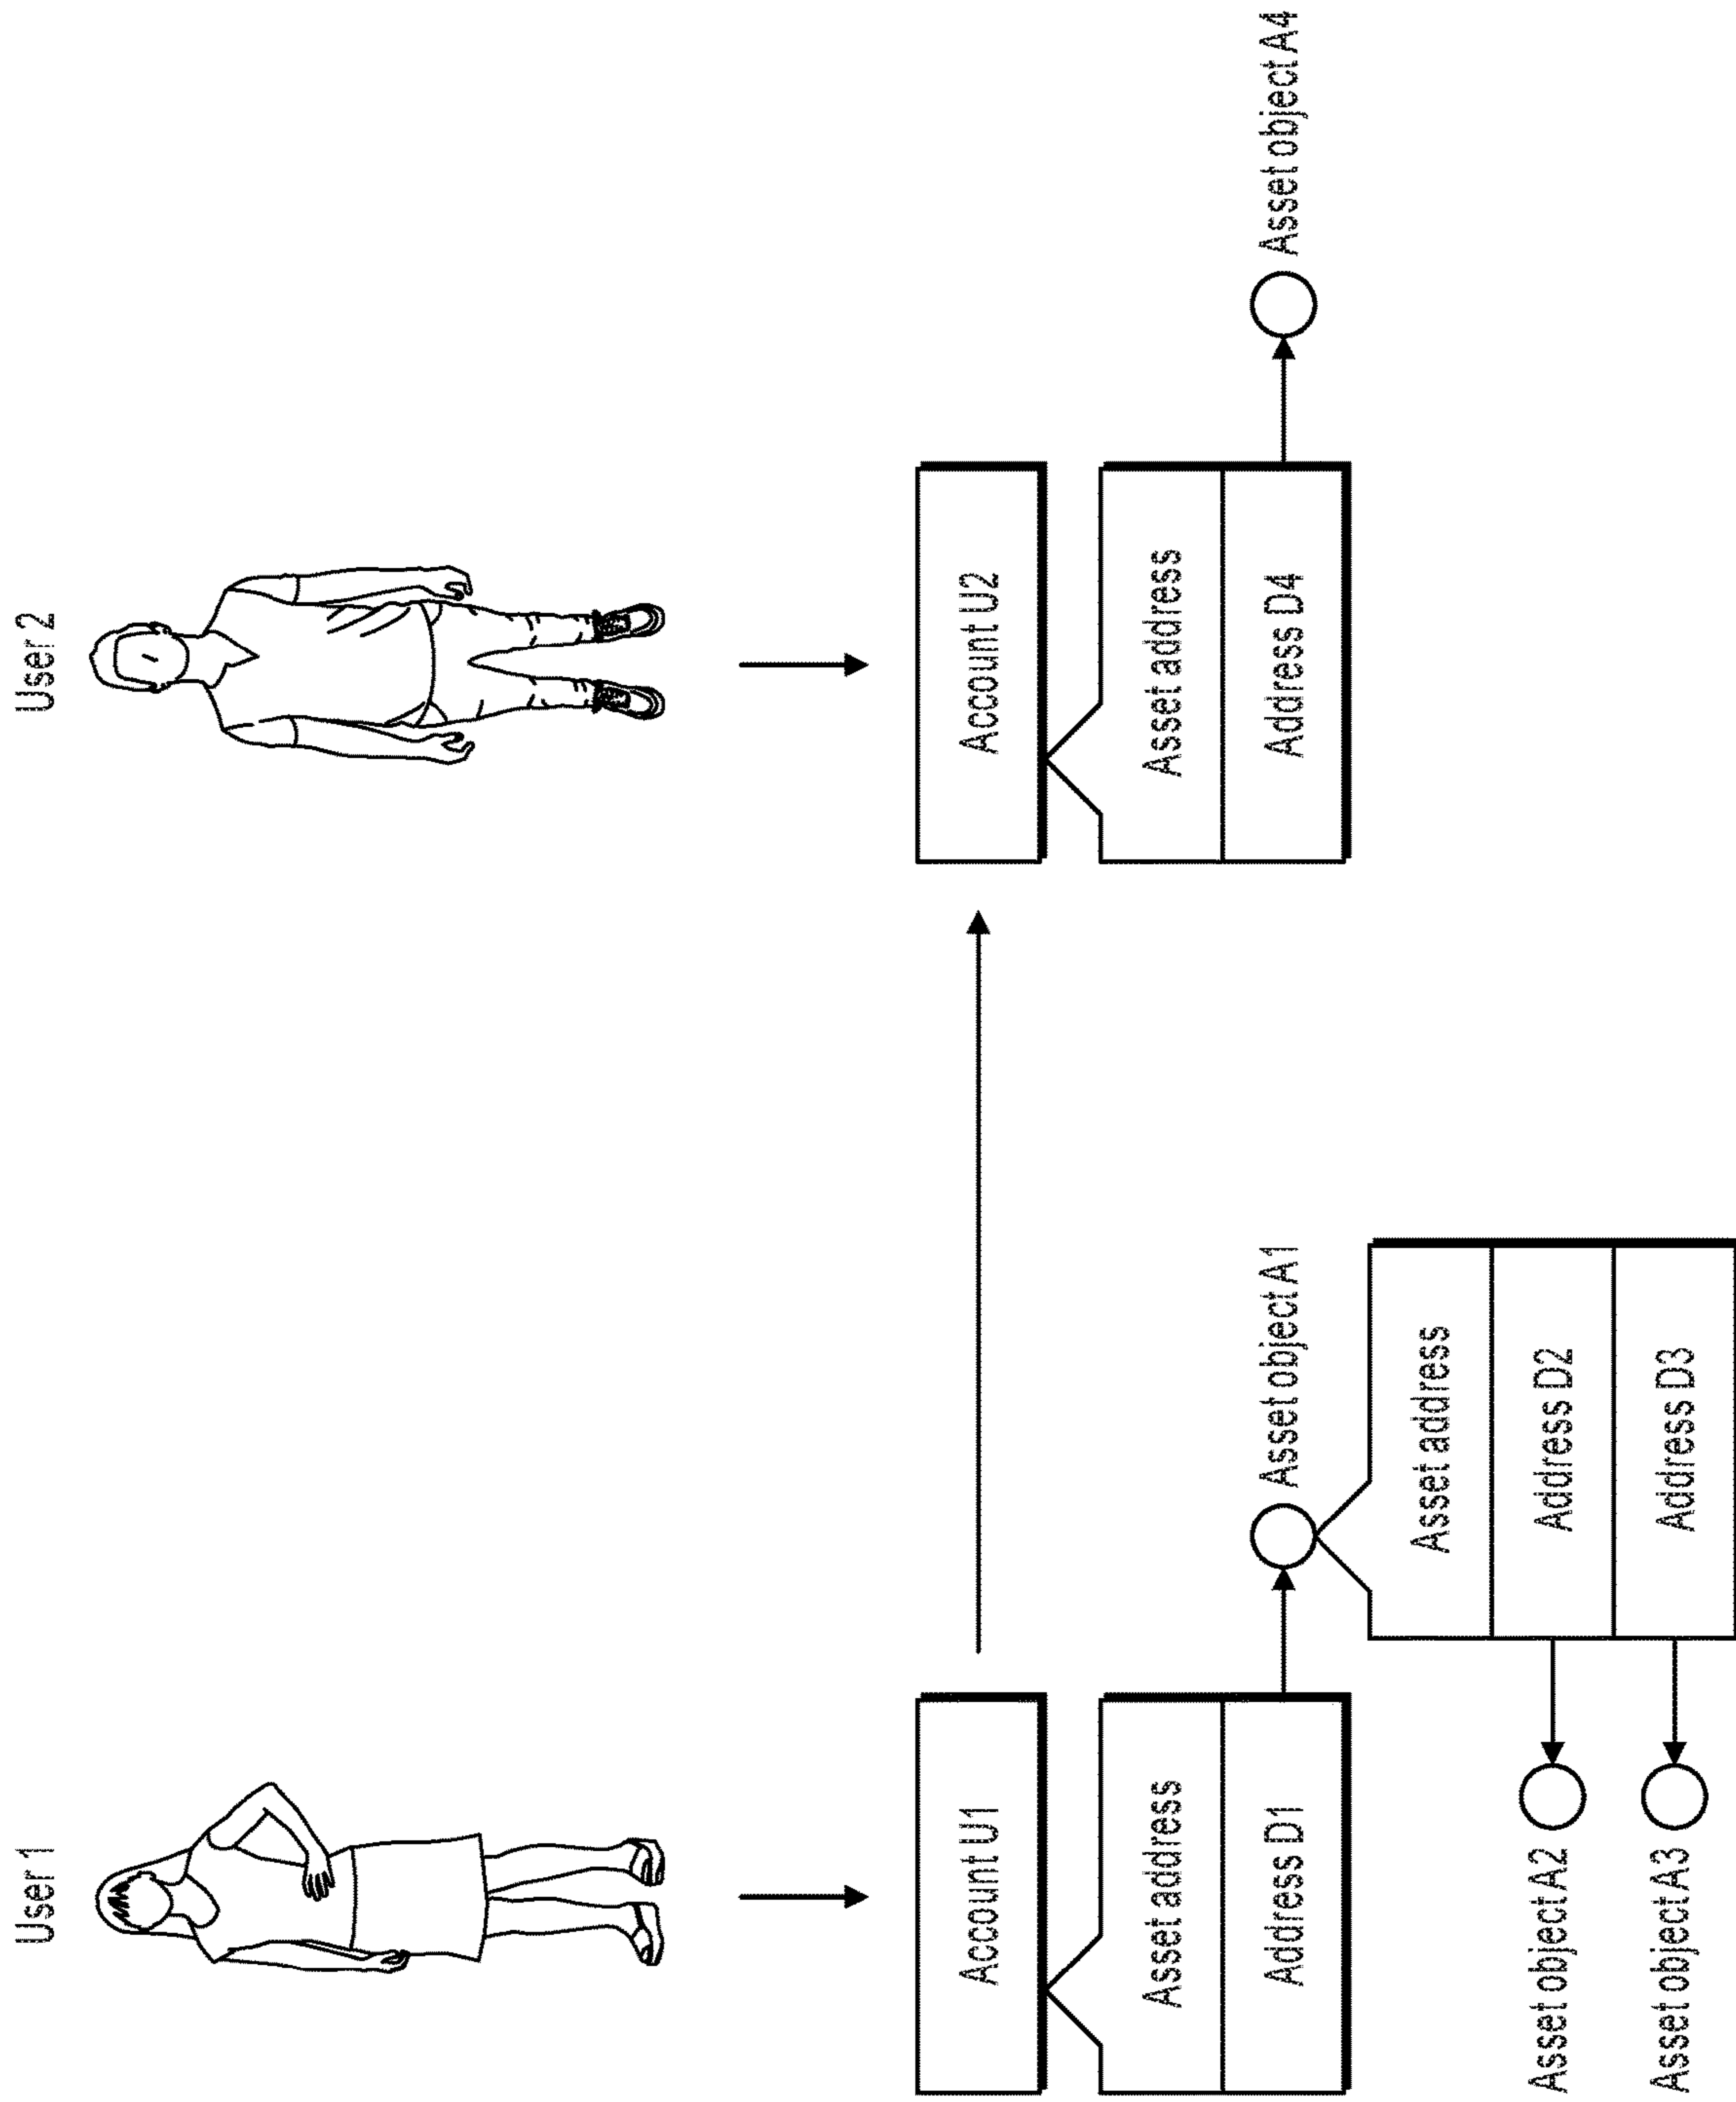 User 1
User 2
Account U1
Account U2
Asset address
Address D1
Asset object A1
Asset address
Address D4
Asset object A4
Asset address
Address D2
Address D3
Asset object A2
Asset object A3